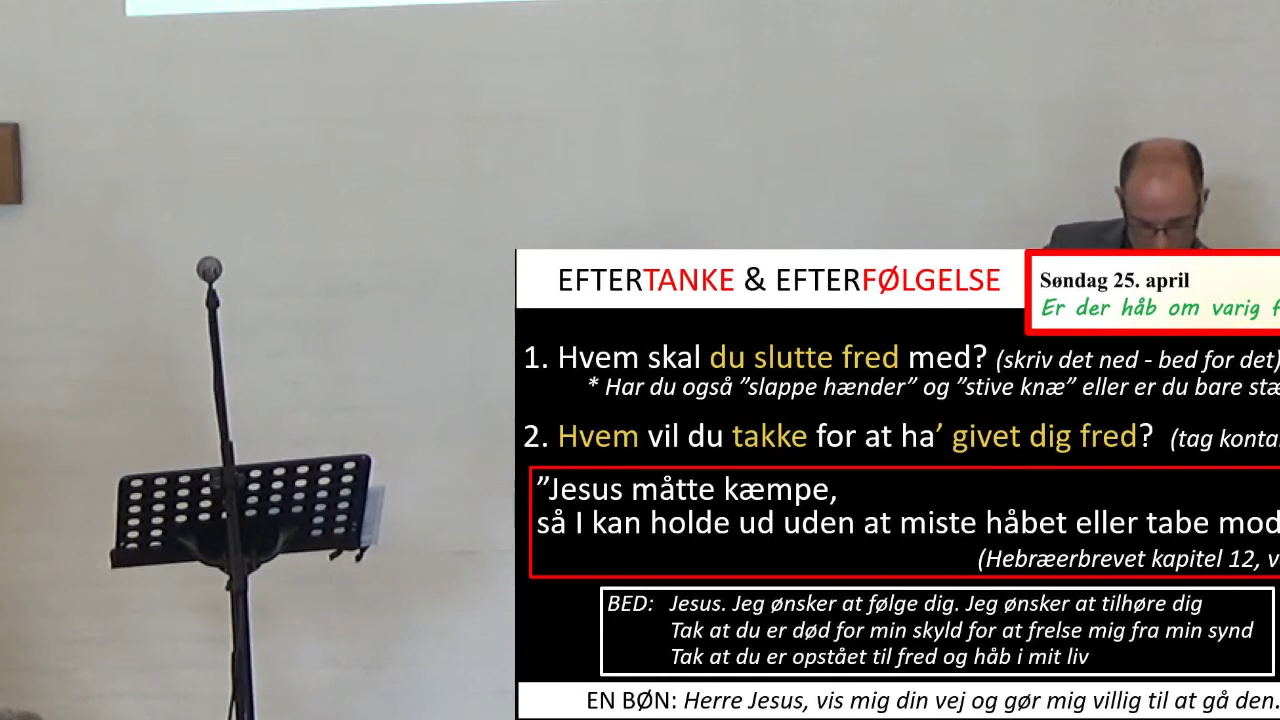 EFTERTANKE & EFTERFØLGELSE
Søndag 25. april
Er der håb om varig
1. Hvem skal du slutte fred med? (skriv det ned - bed for det)
* Har du også ”slappe hænder” og ”stive knæ” eller er du bare
2. Hvem vil du takke for at ha’ givet dig fred? (tag
”Jesus måtte kæmpe,
så I kan holde ud uden at miste håbet eller tabe
(Hebræerbrevet kapitel 12,
BED: Jesus. Jeg ønsker at følge dig. Jeg ønsker at tilhøre dig
Tak at du er død for min skyld for at frelse mig fra min synd
Tak at du er opstået til fred og håb i mit liv
EN BØN: Herre Jesus, vis mig din vej og gør mig villig til at gå den.